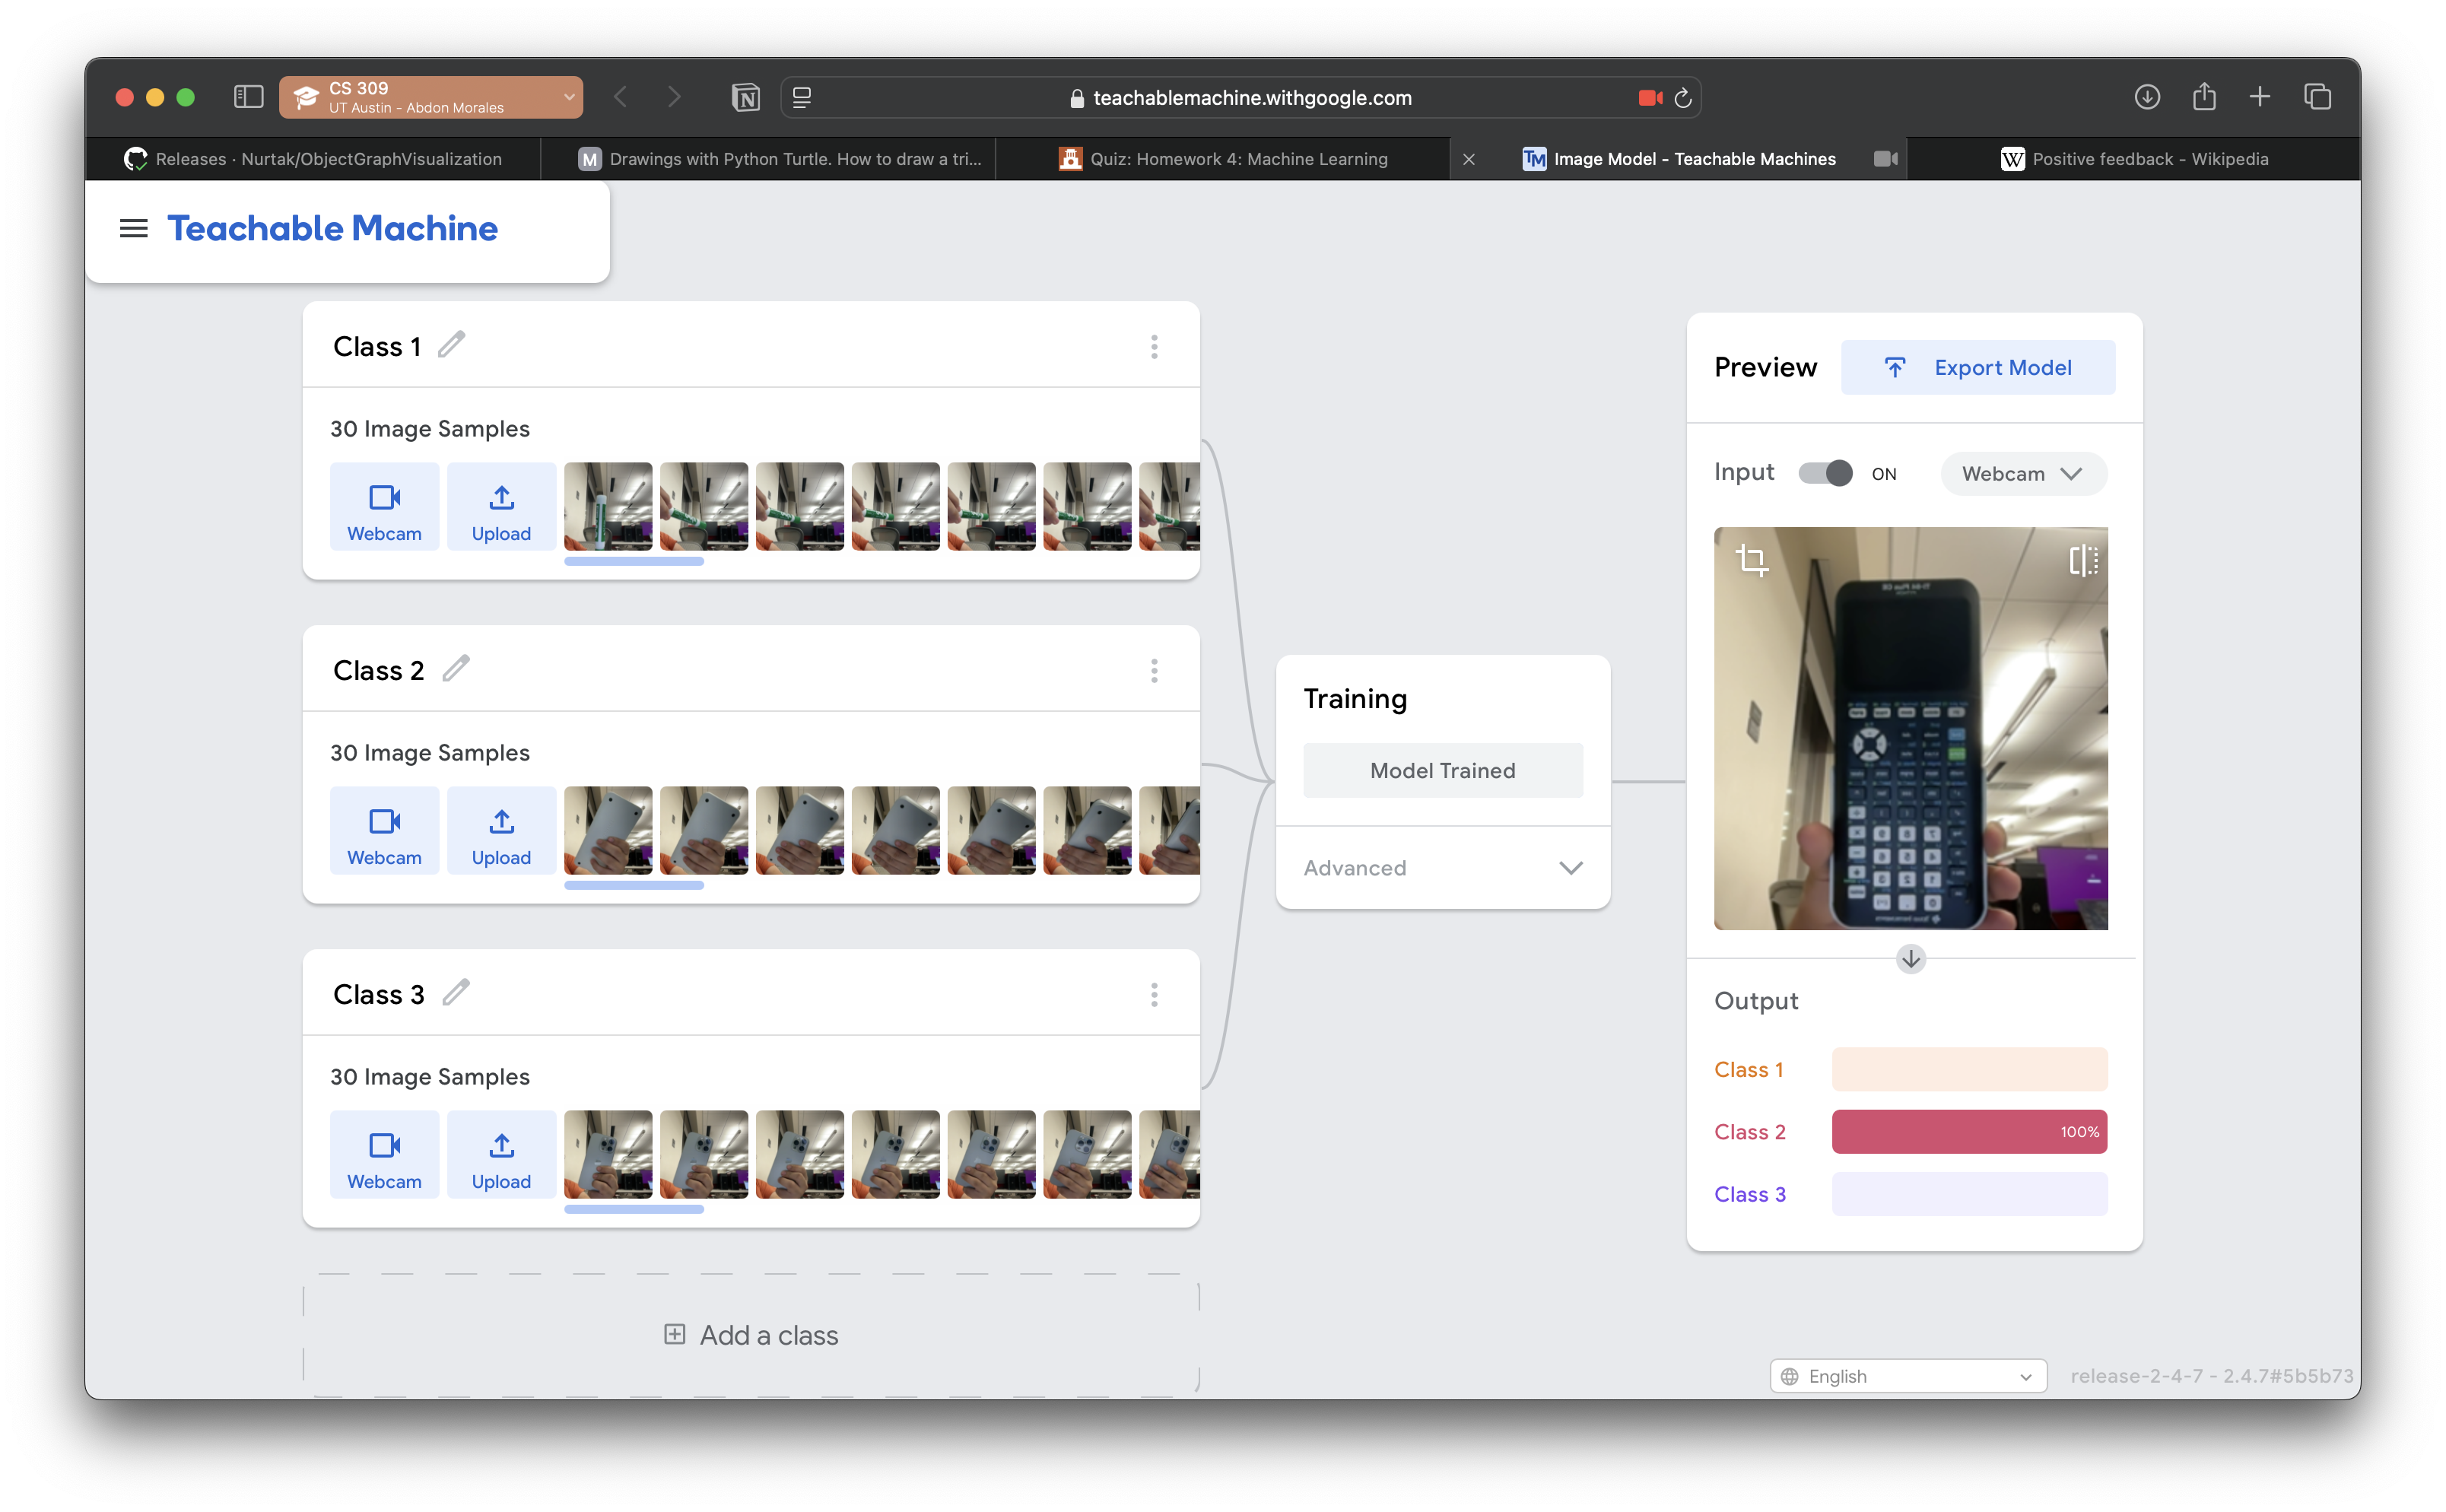 CS 309
UT Austin - Abdon Morales
teachablemachine.withgoogle.com
Releases · Nurtak/ObjectGraphVisualization
M
Drawings with Python Turtle. How to draw a tri...
Quiz: Homework 4: Machine Learning
TM
Image Model - Teachable Machines
W
Positive feedback - Wikipedia
Teachable Machine
Class 1
30 Image Samples
Webcam
Upload
Class 2
30 Image Samples
Webcam
Upload
Class 3
30 Image Samples
Webcam
Upload
Add a class
Training
Model Trained
Advanced
Preview
Export Model
Input
ON
Webcam
Output
Class 1
Class 2
100%
Class 3
English
release-2-4-7 - 2.4.7#5b5b73